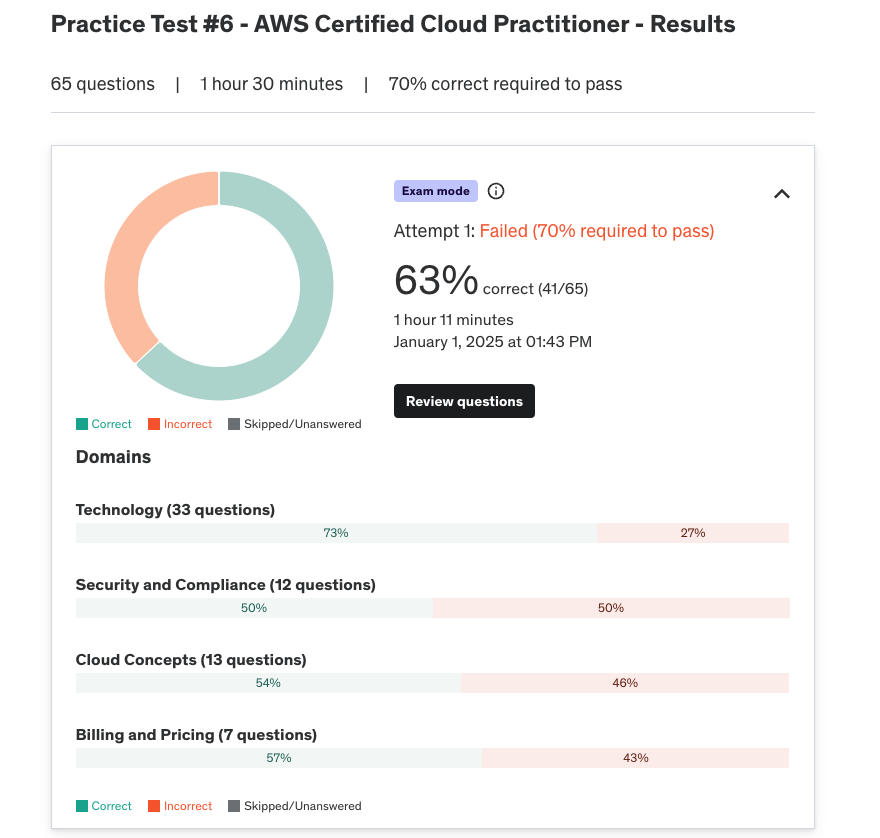 Practice Test #6 - AWS Certified Cloud Practitioner - Results
65 questions | 1 hour 30 minutes | 70% correct required to pass
Exam mode
Attempt 1: Failed (70% required to pass)
63% correct (41/65)
1 hour 11 minutes
January 1, 2025 at 01:43 PM
Review questions
Correct Incorrect Skipped/Unanswered
Domains
Technology (33 questions)
73% 27%
Security and Compliance (12 questions)
50% 50%
Cloud Concepts (13 questions)
54% 46%
Billing and Pricing (7 questions)
57% 43%
Correct Incorrect Skipped/Unanswered